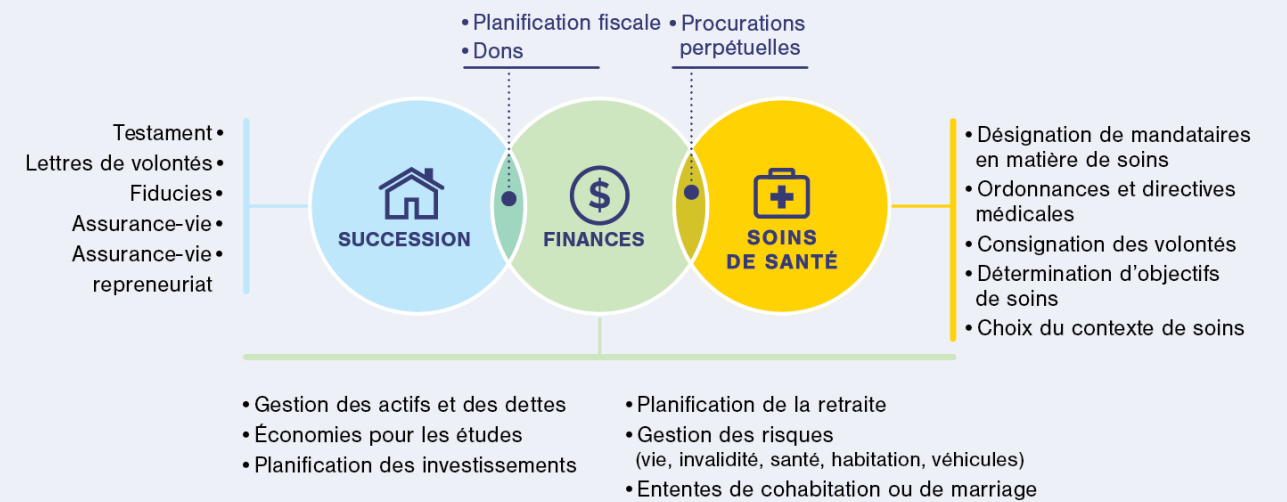 • Planification fiscale
• Dons
• Procurations
perpétuelles
Testament •
Lettres de volontés •
Fiducies •
Assurance-vie •
Assurance-vie •
repreneuriat
SUCCESSION
$
FINANCES
SOINS
DE SANTÉ
• Désignation de mandataires
en matière de soins
• Ordonnances et directives
médicales
• Consignation des volontés
• Détermination d’objectifs
de soins
• Choix du contexte de soins
• Gestion des actifs et des dettes
• Économies pour les études
• Planification des investissements
• Planification de la retraite
• Gestion des risques
(vie, invalidité, santé, habitation, véhicules)
• Ententes de cohabitation ou de marriage